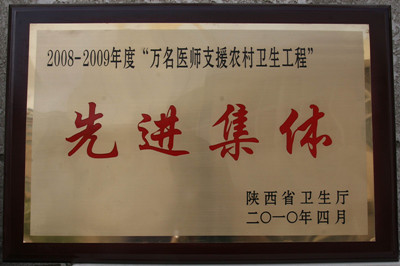 2008-2009年度“万名医师支援农村卫生工程”
先进集体
陕西省卫生厅
二〇一〇年四月